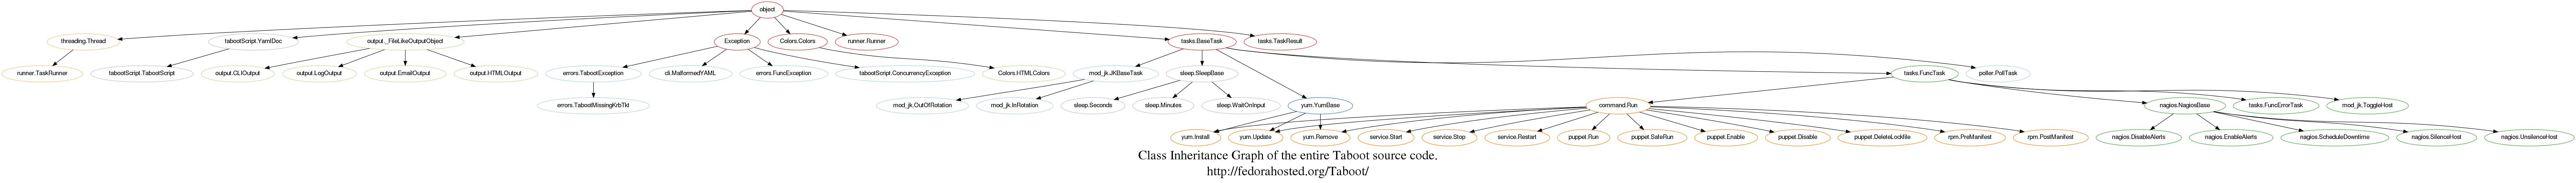 object
threading.Thread
tabootScript.YamlDoc
output._FileLikeOutputObject
Exception
Colors.Colors
runner.Runner
tasks.BaseTask
tasks.TaskResult
runner.TaskRunner
tabootScript.TabootScript
output.CLIOutput
output.LogOutput
output.EmailOutput
output.HTMLOutput
errors.TabootException
cli.MalformedYAML
errors.FuncException
tabootScript.ConcurrencyException
Colors.HTMLColors
mod_jk.JKBaseTask
sleep.SleepBase
tasks.FuncTask
poller.PollTask
errors.TabootMissingKrbTkt
mod_jk.OutOfRotation
mod_jk.InRotation
sleep.Seconds
sleep.Minutes
sleep.WaitOnInput
yum.YumBase
command.Run
nagios.NagiosBase
tasks.FuncErrorTask
mod_jk.ToggleHost
yum.Install
yum.Update
yum.Remove
service.Start
service.Stop
service.Restart
puppet.Run
puppet.SafeRun
puppet.Enable
puppet.Disable
puppet.DeleteLockfile
rpm.PreManifest
rpm.PostManifest
nagios.DisableAlerts
nagios.EnableAlerts
nagios.ScheduleDowntime
nagios.SilenceHost
nagios.UnsilenceHost
Class Inheritance Graph of the entire Taboot source code.
http://fedorahosted.org/Taboot/